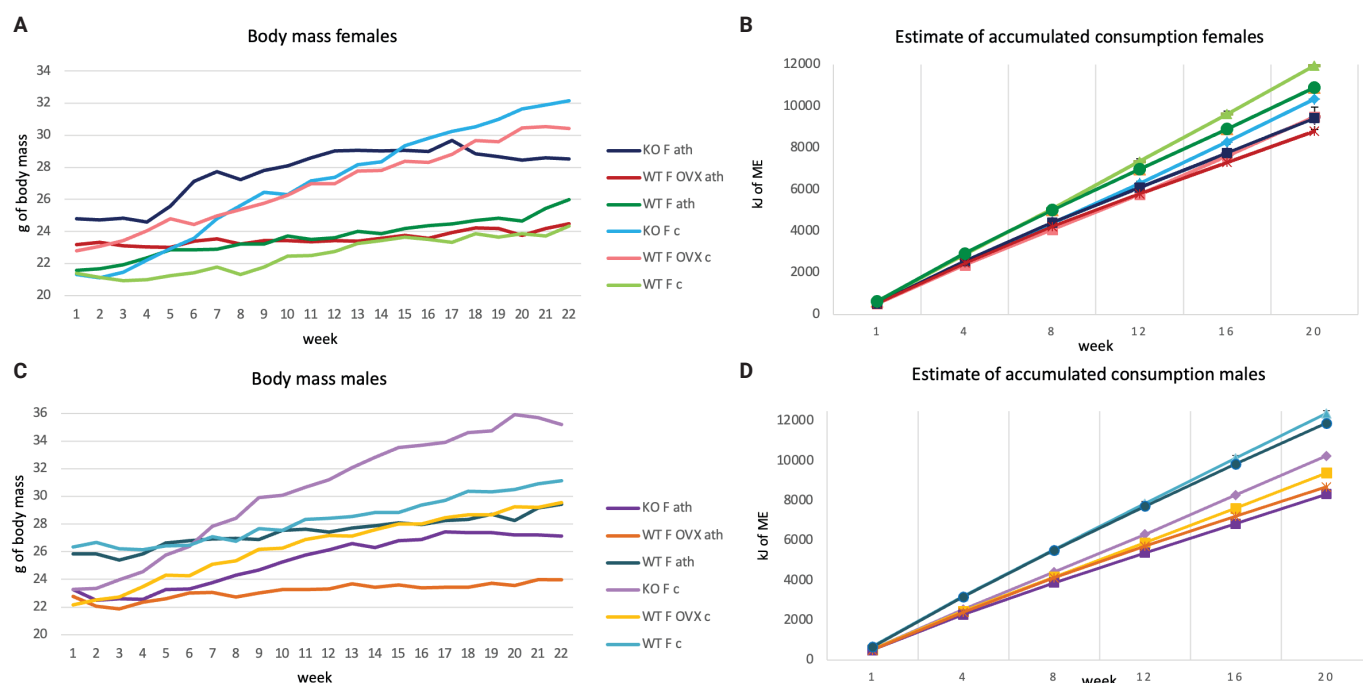 A
Body mass females
g of body mass
34
32
30
28
26
24
22
20
1 2 3 4 5 6 7 8 9 10 11 12 13 14 15 16 17 18 19 20 21 22
week
KO F ath
WT F OVX ath
WT F ath
KO F c
WT F OVX c
WT F c
B
Estimate of accumulated consumption females
kJ of ME
12000
10000
8000
6000
4000
2000
0
1 4 8 12 16 20
week
C
Body mass males
g of body mass
36
34
32
30
28
26
24
22
20
1 2 3 4 5 6 7 8 9 10 11 12 13 14 15 16 17 18 19 20 21 22
week
KO F ath
WT F OVX ath
WT F ath
KO F c
WT F OVX c
WT F c
D
Estimate of accumulated consumption males
kJ of ME
12000
10000
8000
6000
4000
2000
0
1 4 8 12 16 20
week